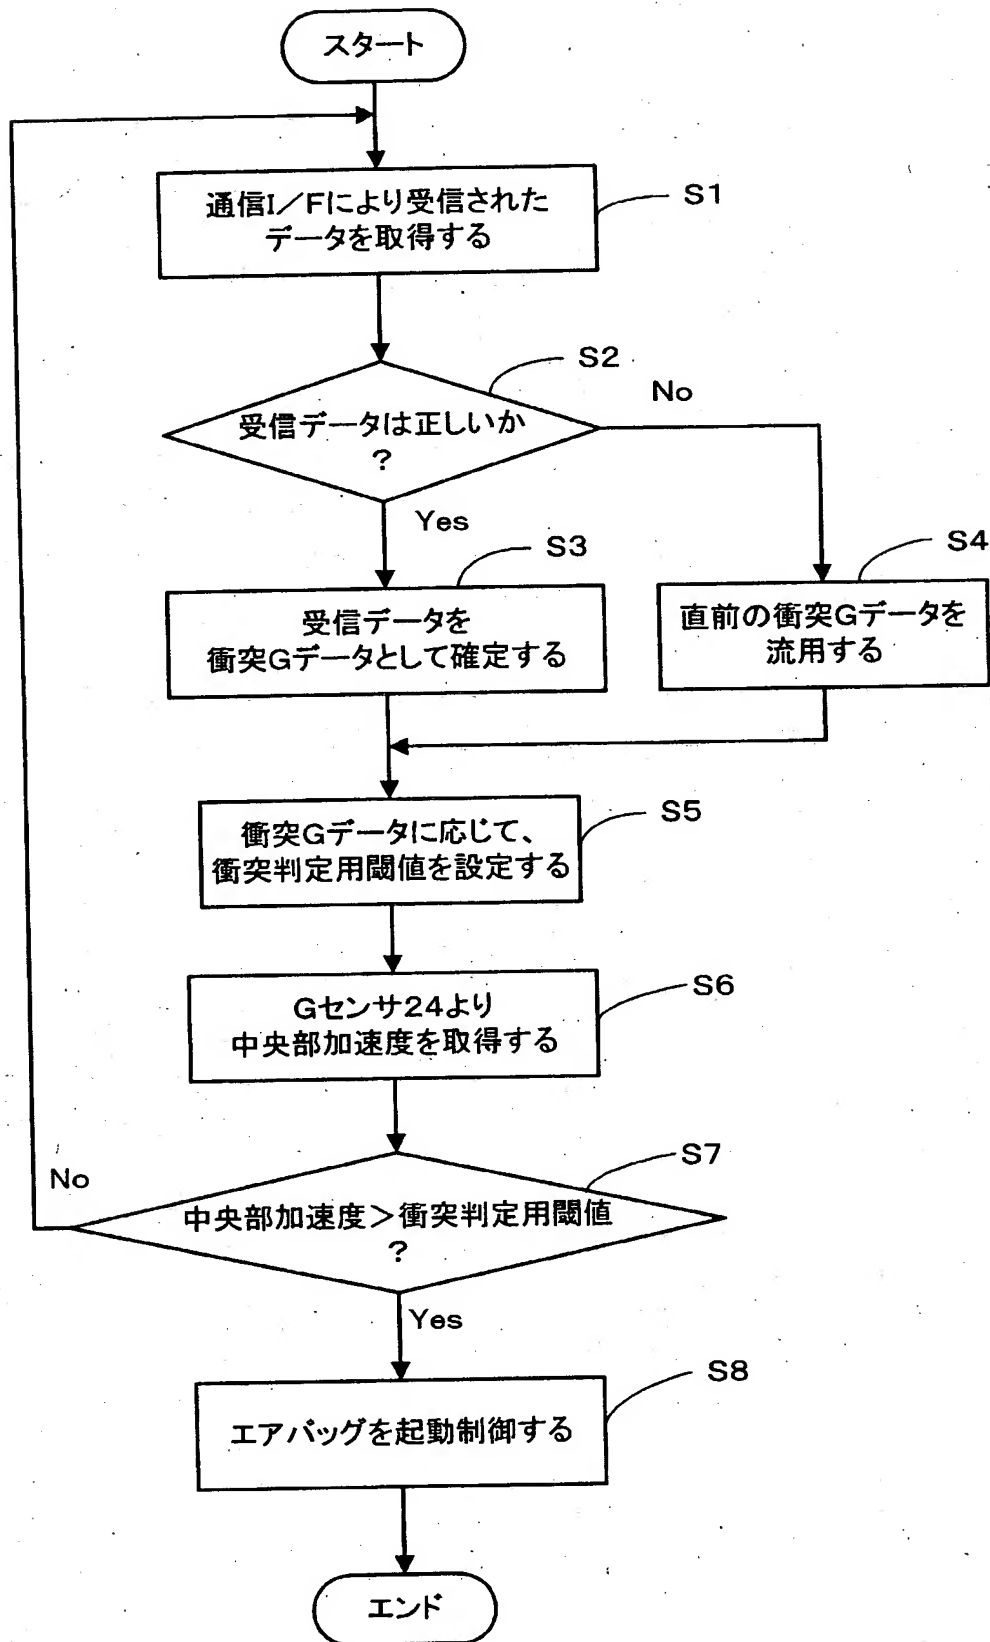 スタート
通信I／Fにより受信された
データを取得する
S1
S2
受信データは正しいか
?
No
Yes
S3
受信データを
衝突Gデータとして確定する
S4
直前の衝突Gデータを
流用する
S5
衝突Gデータに応じて、
衝突判定用閾値を設定する
S6
Gセンサ24より
中央部加速度を取得する
S7
No
中央部加速度＞衝突判定用閾値
?
Yes
S8
エアバッグを起動制御する
エンド